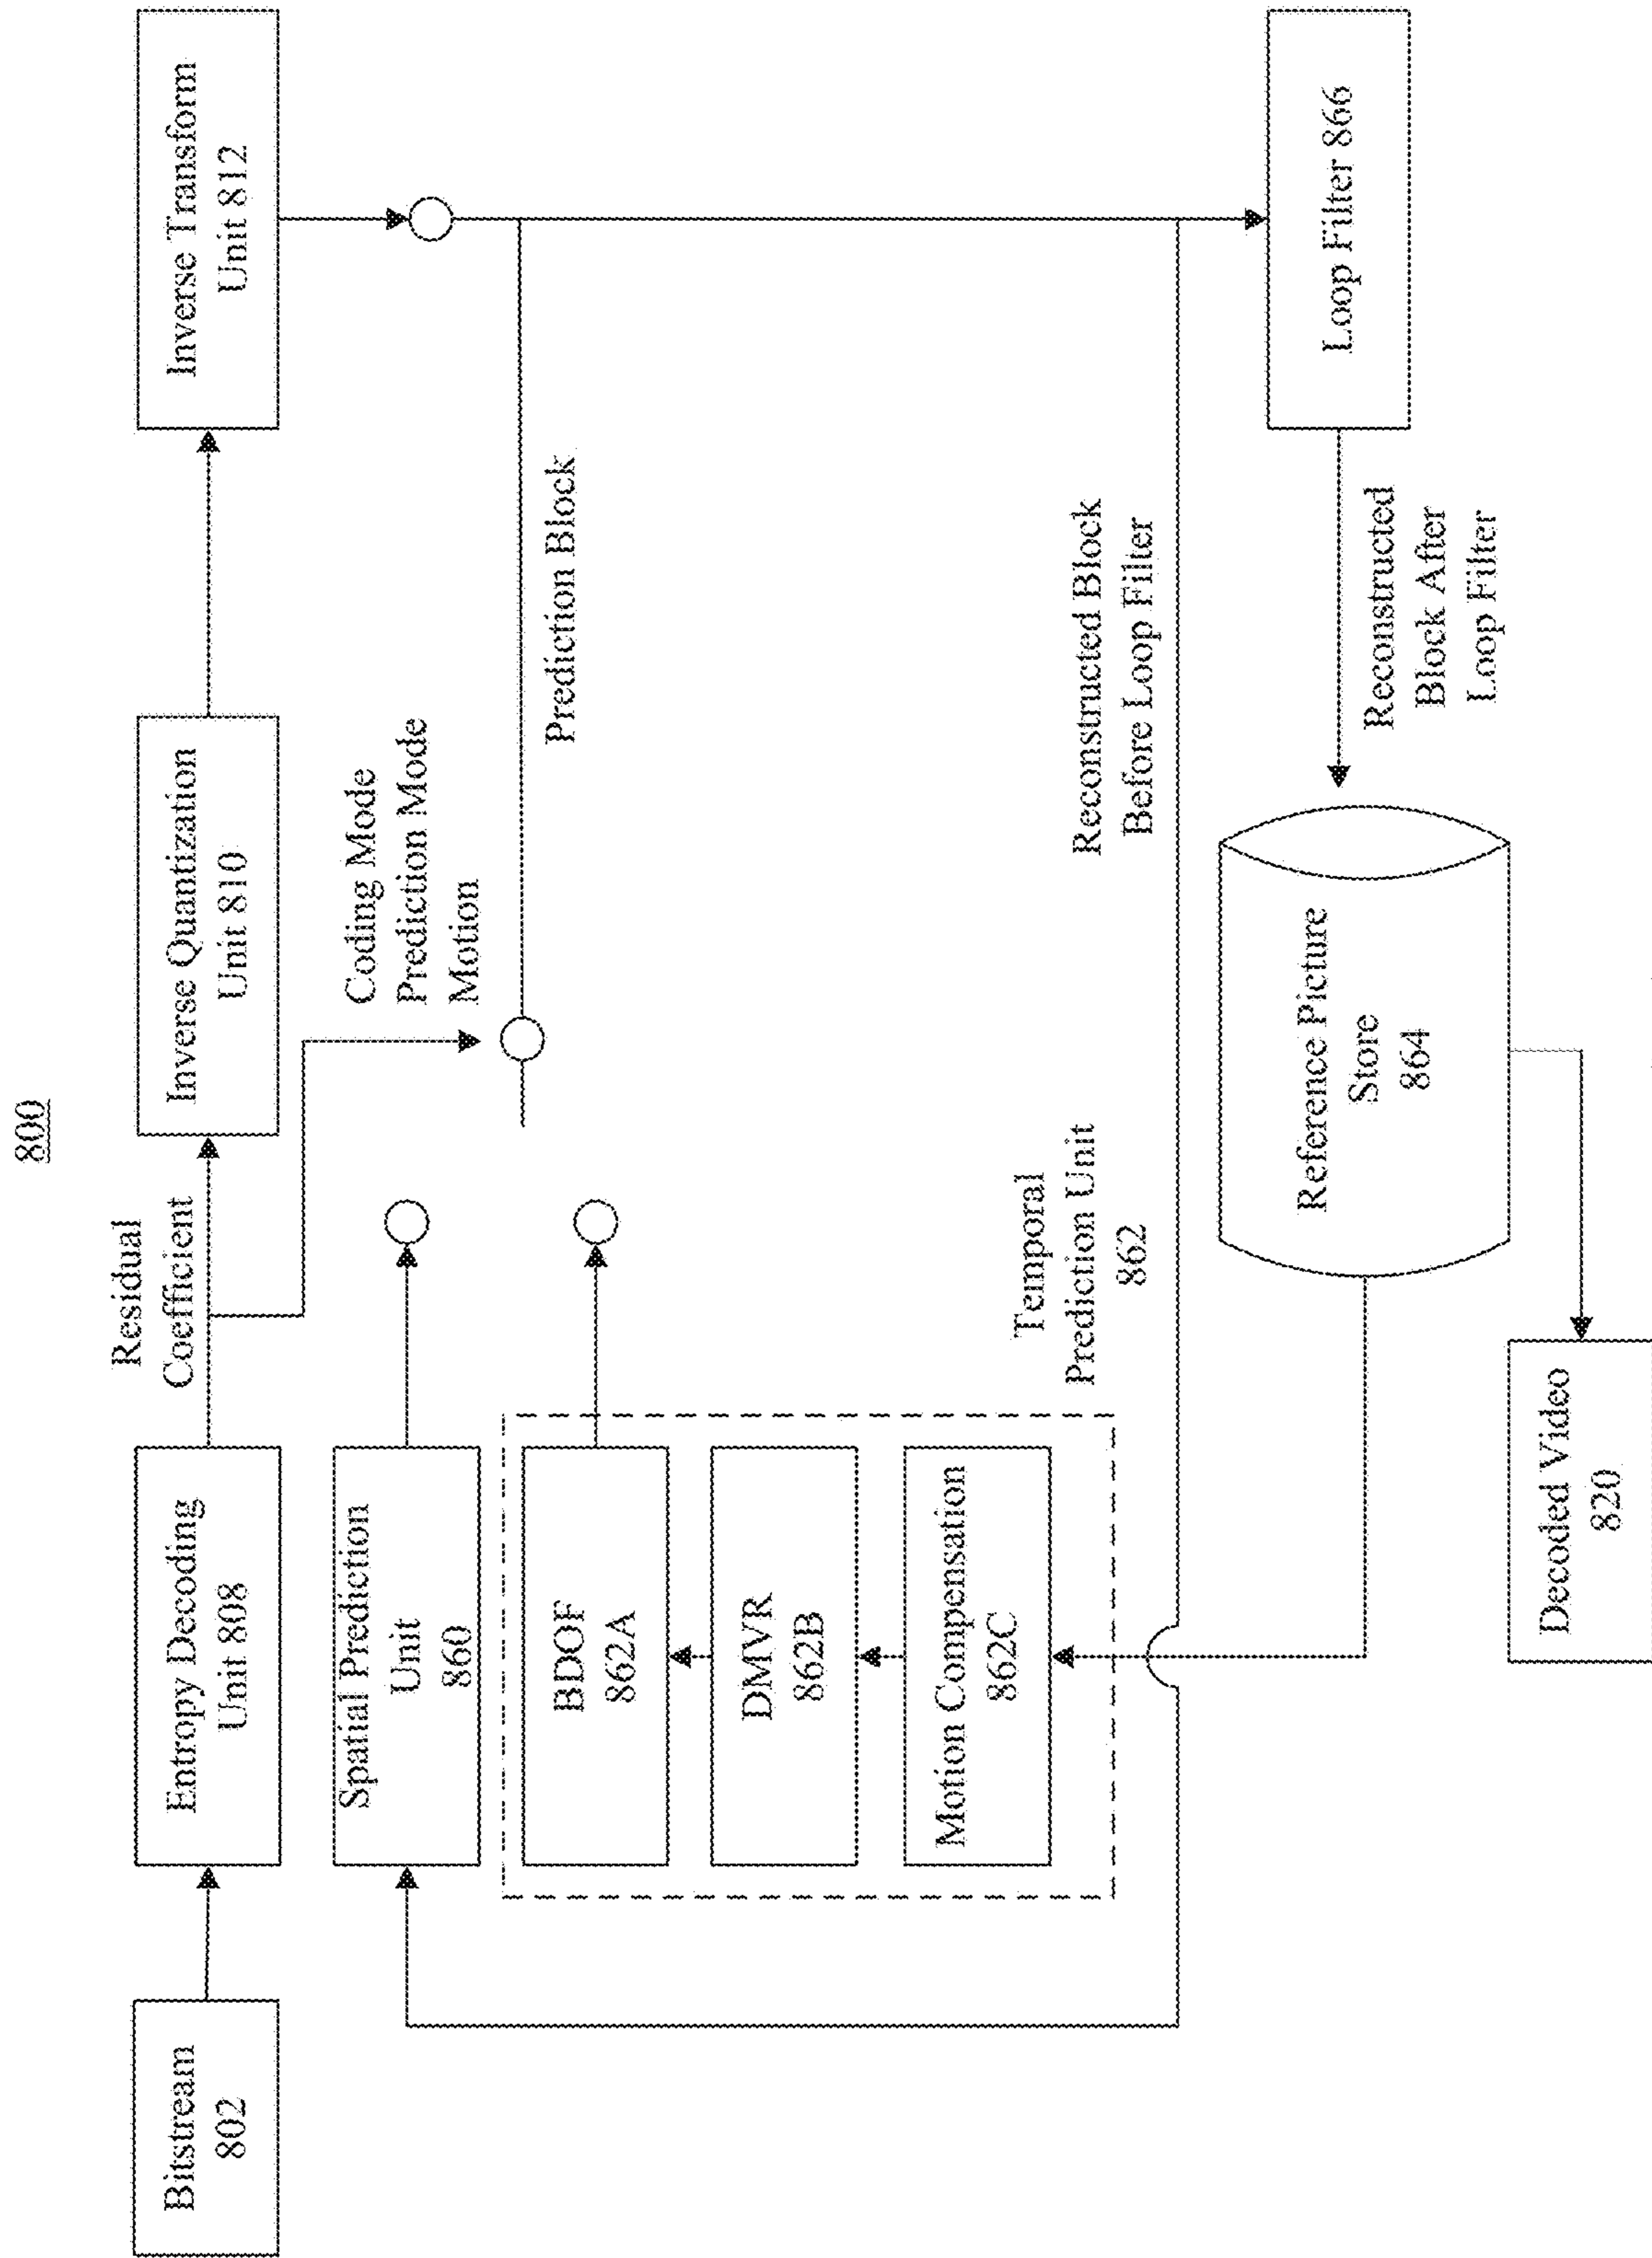 800
Bitstream
802
Entropy Decoding
Unit 808
Residual
Coefficient
Inverse Quantization
Unit 810
Inverse Transform
Unit 812
Coding Mode
Prediction Mode
Motion
Spatial Prediction
Unit
860
Prediction Block
BDOF
862A
DMVR
862B
Motion Compensation
862C
Temporal
Prediction Unit
862
Reconstructed Block
Before Loop Filter
Loop Filter 866
Reference Picture
Store
864
Reconstructed
Block After
Loop Filter
Decoded Video
820